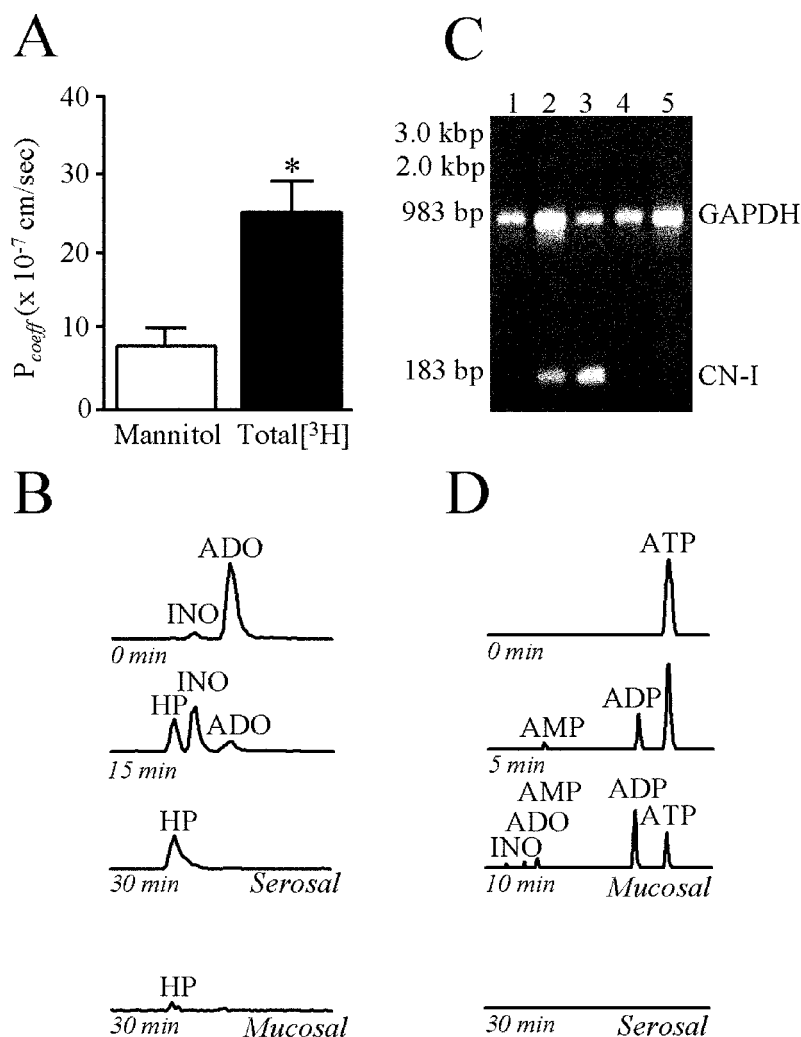 A
40
30
20
10
0
P_coeff (x 10⁻⁷ cm/sec)
*
Mannitol Total[³H]
C
1 2 3 4 5
3.0 kbp
2.0 kbp
983 bp GAPDH
183 bp CN-I
B
ADO
INO
0 min
INO
HP
ADO
15 min
HP
30 min Serosal
HP
30 min Mucosal
D
ATP
0 min
ADP
AMP
5 min
AMP ADP
ADO ATP
INO
10 min Mucosal
30 min Serosal